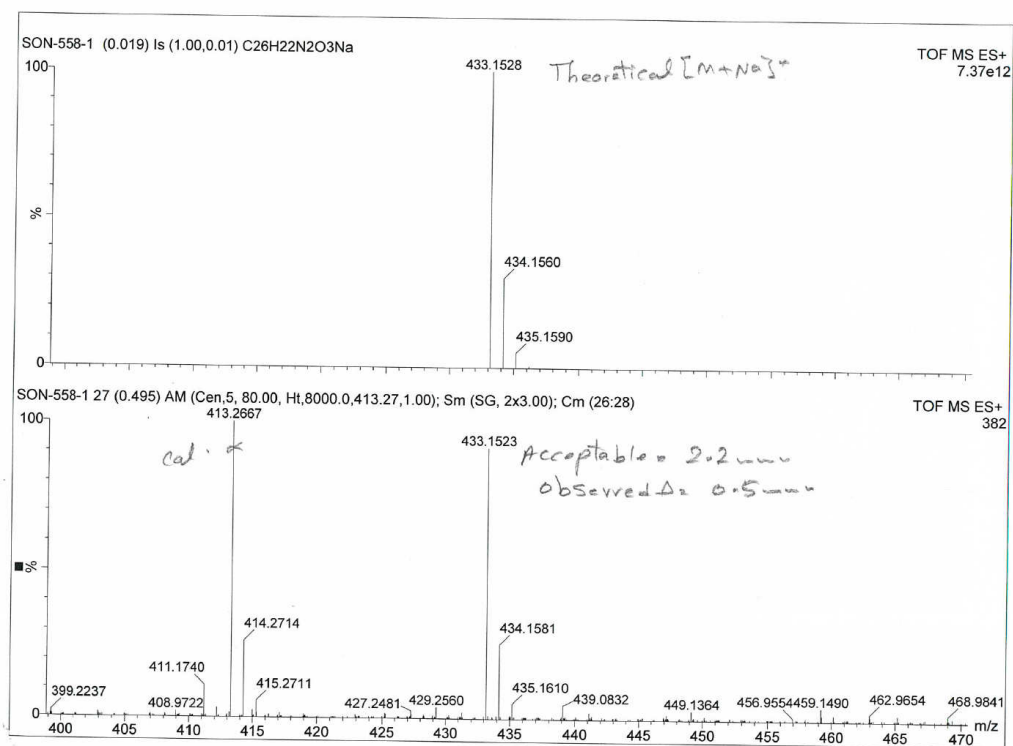 SON-558-1 (0.019) Is (1.00,0.01) C26H22N2O3Na
TOF MS ES+
7.37e12
100
433.1528
Theoretical [M+Na]+
%
434.1560
435.1590
0
SON-558-1 27 (0.495) AM (Cen,5, 80.00, Ht,8000.0,413.27,1.00); Sm (SG, 2x3.00); Cm (26:28)
TOF MS ES+
382
100
413.2667
cal.
433.1523
Acceptable = 2.2
Observed Δ= 0.5
%
414.2714
434.1581
411.1740
399.2237
408.9722
415.2711
427.2481
429.2560
435.1610
439.0832
449.1364
456.9554
459.1490
462.9654
468.9841
0
400 405 410 415 420 425 430 435 440 445 450 455 460 465 470 m/z